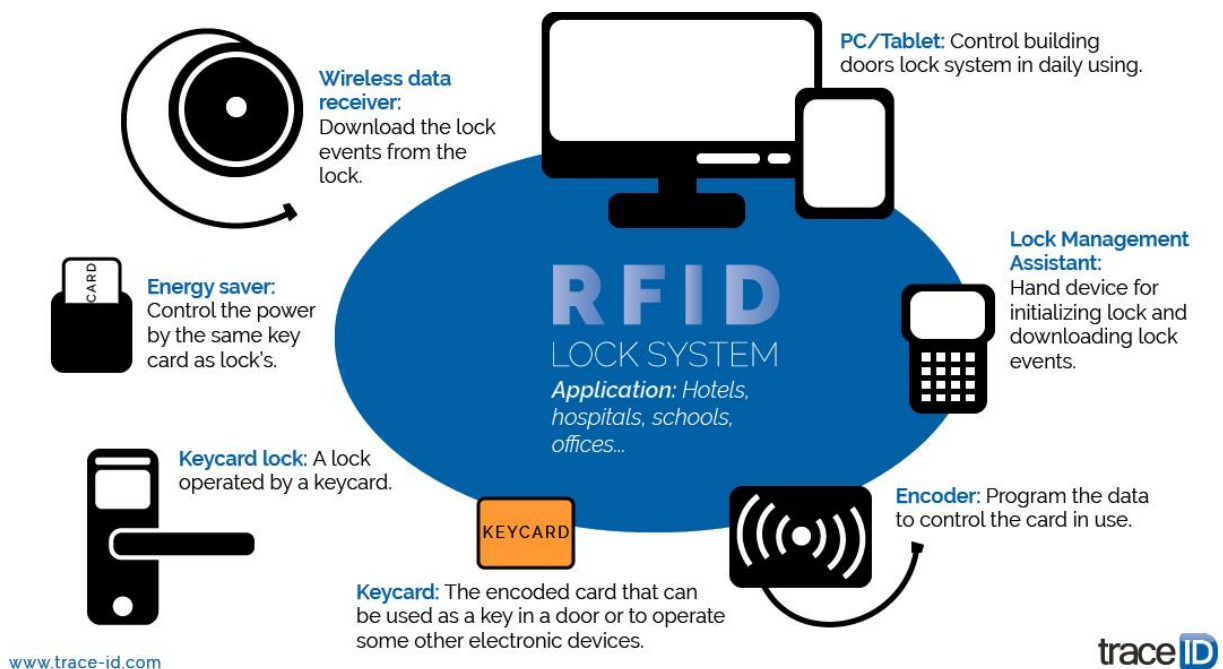 Wireless data
receiver:
Download the lock
events from the
lock.
PC/Tablet: Control building
doors lock system in daily using.
CARD
Energy saver:
Control the power
by the same key
card as lock's.
RFID
LOCK SYSTEM
Application: Hotels,
hospitals, schools,
offices...
Lock Management
Assistant:
Hand device for
initializing lock and
downloading lock
events.
Keycard lock: A lock
operated by a keycard.
KEYCARD
Keycard: The encoded card that can
be used as a key in a door or to operate
some other electronic devices.
Encoder: Program the data
to control the card in use.
www.trace-id.com
trace ID